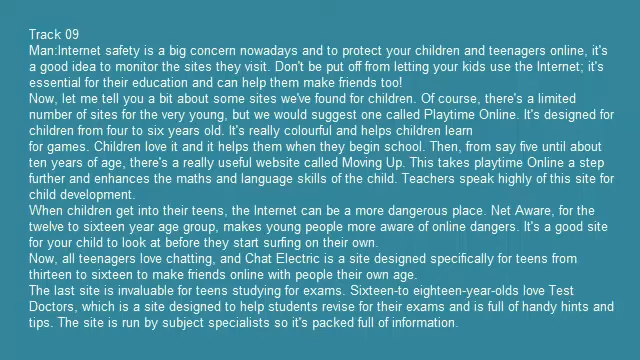 Track 09
Man:Internet safety is a big concern nowadays and to protect your children and teenagers online, it's
a good idea to monitor the sites they visit. Don't be put off from letting your kids use the Internet; it's
essential for their education and can help them make friends too!
Now, let me tell you a bit about some sites we've found for children. Of course, there's a limited
number of sites for the very young, but we would suggest one called Playtime Online. It's designed for
children from four to six years old. It's really colourful and helps children learn
for games. Children love it and it helps them when they begin school. Then, from say five until about
ten years of age, there's a really useful website called Moving Up. This takes playtime Online a step
further and enhances the maths and language skills of the child. Teachers speak highly of this site for
child development.
When children get into their teens, the Internet can be a more dangerous place. Net Aware, for the
twelve to sixteen year age group, makes young people more aware of online dangers. It's a good site
for your child to look at before they start surfing on their own.
Now, all teenagers love chatting, and Chat Electric is a site designed specifically for teens from
thirteen to sixteen to make friends online with people their own age.
The last site is invaluable for teens studying for exams. Sixteen-to eighteen-year-olds love Test
Doctors, which is a site designed to help students revise for their exams and is full of handy hints and
tips. The site is run by subject specialists so it's packed full of information.